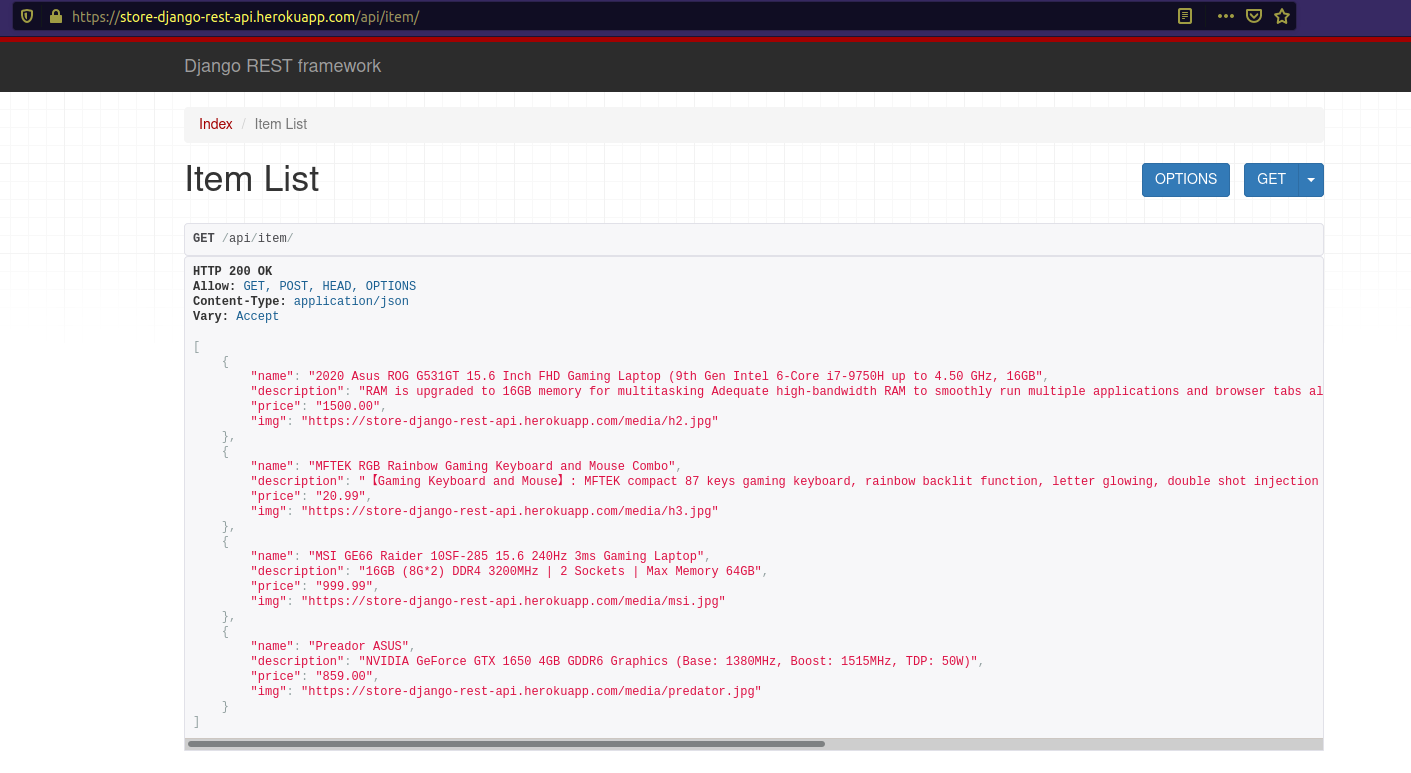 https://store-django-rest-api.herokuapp.com/api/item/
Django REST framework
Index / Item List
Item List
OPTIONS GET
GET /api/item/
HTTP 200 OK
Allow: GET, POST, HEAD, OPTIONS
Content-Type: application/json
Vary: Accept
[
    {
        "name": "2020 Asus ROG G531GT 15.6 Inch FHD Gaming Laptop (9th Gen Intel 6-Core i7-9750H up to 4.50 GHz, 16GB",
        "description": "RAM is upgraded to 16GB memory for multitasking Adequate high-bandwidth RAM to smoothly run multiple applications and browser tabs al
        "price": "1500.00",
        "img": "https://store-django-rest-api.herokuapp.com/media/h2.jpg"
    },
    {
        "name": "MFTEK RGB Rainbow Gaming Keyboard and Mouse Combo",
        "description": "【Gaming Keyboard and Mouse】: MFTEK compact 87 keys gaming keyboard, rainbow backlit function, letter glowing, double shot injection
        "price": "20.99",
        "img": "https://store-django-rest-api.herokuapp.com/media/h3.jpg"
    },
    {
        "name": "MSI GE66 Raider 10SF-285 15.6 240Hz 3ms Gaming Laptop",
        "description": "16GB (8G*2) DDR4 3200MHz | 2 Sockets | Max Memory 64GB",
        "price": "999.99",
        "img": "https://store-django-rest-api.herokuapp.com/media/msi.jpg"
    },
    {
        "name": "Preador ASUS",
        "description": "NVIDIA GeForce GTX 1650 4GB GDDR6 Graphics (Base: 1380MHz, Boost: 1515MHz, TDP: 50W)",
        "price": "859.00",
        "img": "https://store-django-rest-api.herokuapp.com/media/predator.jpg"
    }
]